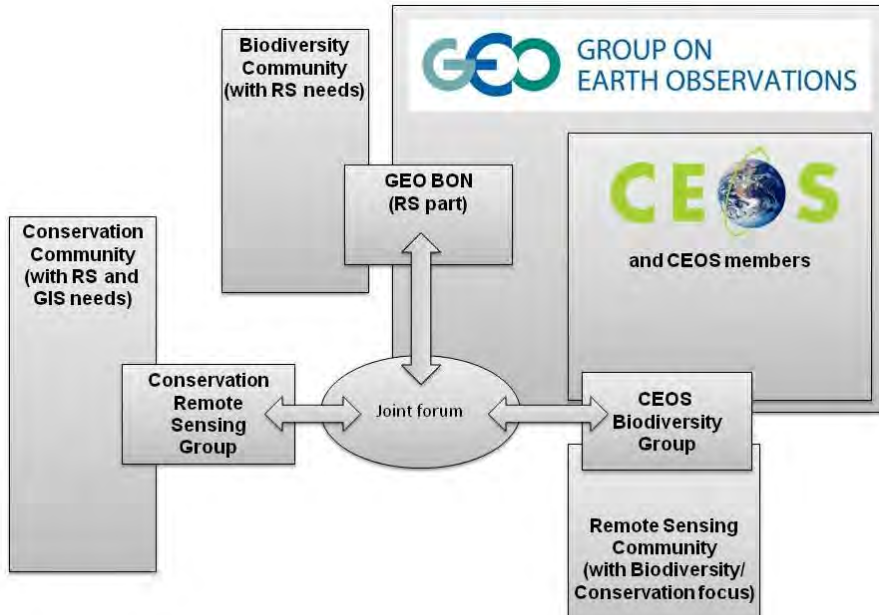 Biodiversity
Community
(with RS needs)
GEO
GROUP ON
EARTH OBSERVATIONS
GEO BON
(RS part)
CEOS
and CEOS members
Conservation
Community
(with RS and
GIS needs)
Conservation
Remote
Sensing
Group
Joint forum
CEOS
Biodiversity
Group
Remote Sensing
Community
(with Biodiversity/
Conservation focus)